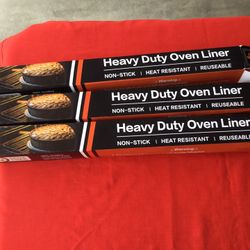 Heavy Duty Oven Liner
NON-STICK | HEAT RESISTANT | REUSEABLE
Heavy Duty Oven Liner
NON-STICK | HEAT RESISTANT | REUSEABLE
Heavy Duty Oven Liner
NON-STICK | HEAT RESISTANT | REUSEABLE
Warning